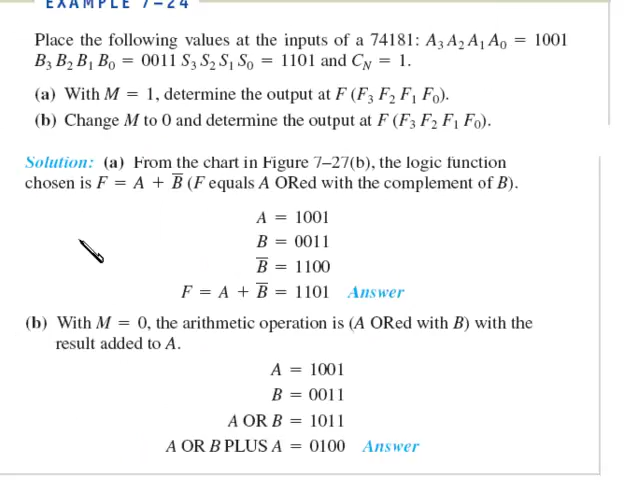 EXAMPLE 7–24
Place the following values at the inputs of a 74181: A₃ A₂ A₁ A₀ = 1001
B₃ B₂ B₁ B₀ = 0011 S₃ S₂ S₁ S₀ = 1101 and C_N = 1.
(a) With M = 1, determine the output at F (F₃ F₂ F₁ F₀).
(b) Change M to 0 and determine the output at F (F₃ F₂ F₁ F₀).
Solution: (a) From the chart in Figure 7–27(b), the logic function
chosen is F = A + B̅ (F equals A ORed with the complement of B).
A = 1001
B = 0011
B̅ = 1100
F = A + B̅ = 1101 Answer
(b) With M = 0, the arithmetic operation is (A ORed with B) with the
result added to A.
A = 1001
B = 0011
A OR B = 1011
A OR B PLUS A = 0100 Answer